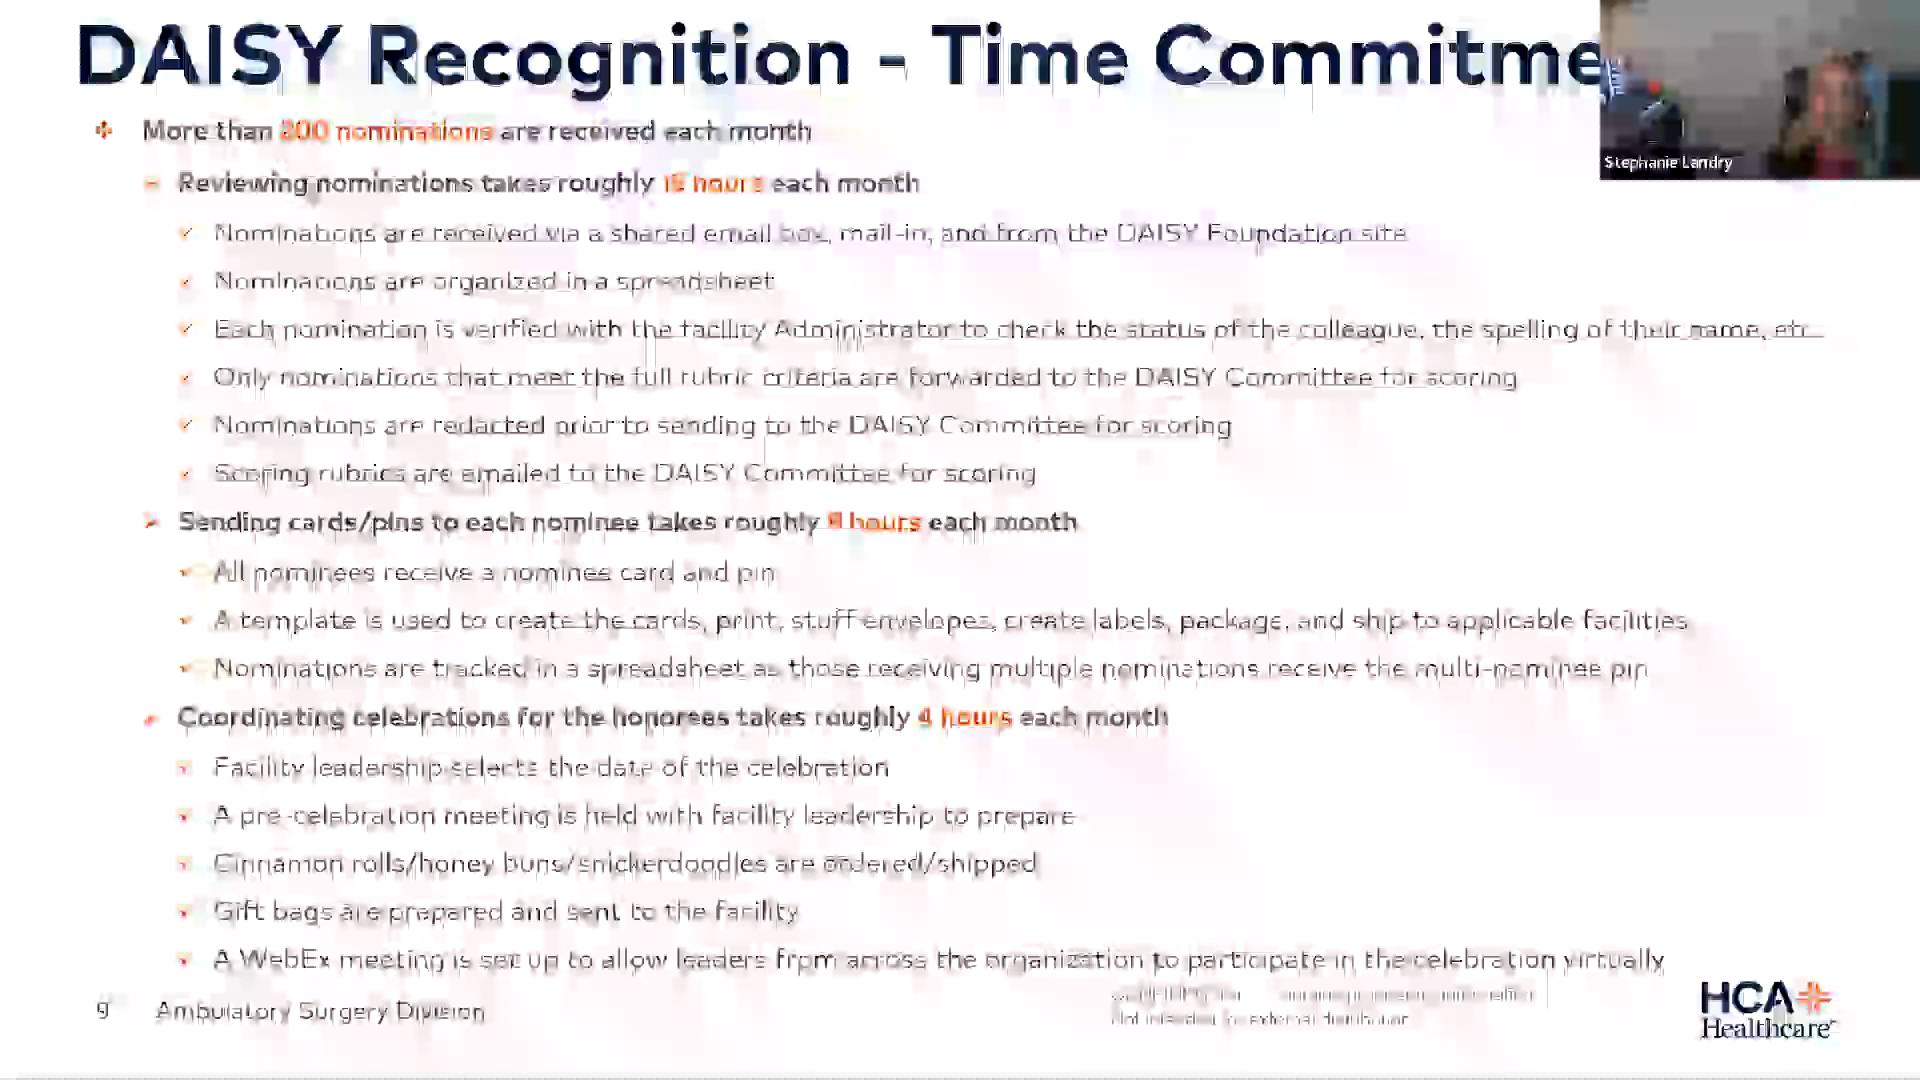 DAISY Recognition - Time Commitme
Stephanie Landry
More than 200 nominations are received each month
Reviewing nominations takes roughly hours each month
Nominations are received via a shared email box, mail-in, and from the DAISY Foundation site
Nominations are organized in a spreadsheet
Each nomination is verified with the facility Administrator to check the status of the colleague, the spelling of their name, etc.
Only nominations that meet the full rubric criteria are forwarded to the DAISY Committee for scoring
Nominations are redacted prior to sending to the DAISY Committee for scoring
Scoring rubrics are emailed to the DAISY Committee for scoring
Sending cards/pins to each nominee takes roughly hours each month
All nominees receive a nominee card and pin
A template is used to create the cards, print, stuff envelopes, create labels, package, and ship to applicable facilities
Nominations are tracked in a spreadsheet as those receiving multiple nominations receive the multi-nominee pin
Coordinating celebrations for the honorees takes roughly 4 hours each month
Facility leadership selects the date of the celebration
A pre-celebration meeting is held with facility leadership to prepare
Cinnamon rolls/honey buns/snickerdoodles are ordered/shipped
Gift bags are prepared and sent to the facility
A WebEx meeting is set up to allow leaders from across the organization to participate in the celebration virtually
9 Ambulatory Surgery Division
Not intended for external distribution
HCA
Healthcare